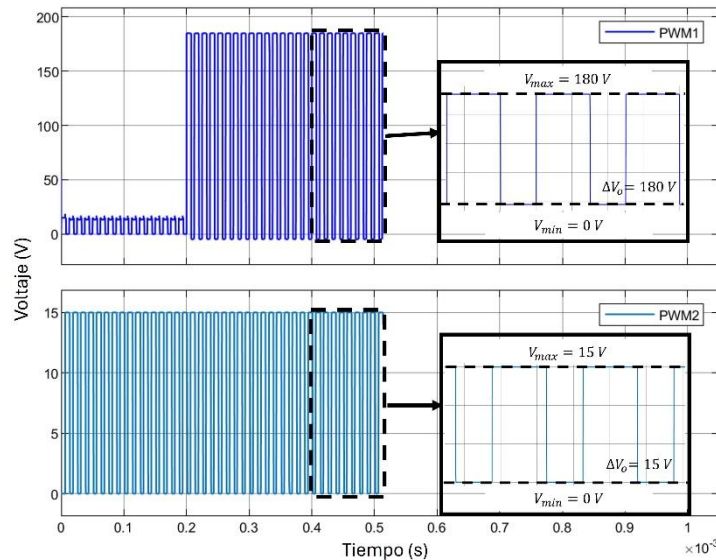 200
150
100
50
0
PWM1
V_max = 180 V
ΔV_o = 180 V
V_min = 0 V
Voltaje (V)
15
10
5
0
PWM2
V_max = 15 V
ΔV_o = 15 V
V_min = 0 V
0 0.1 0.2 0.3 0.4 0.5 0.6 0.7 0.8 0.9 1
Tiempo (s)
×10⁻³